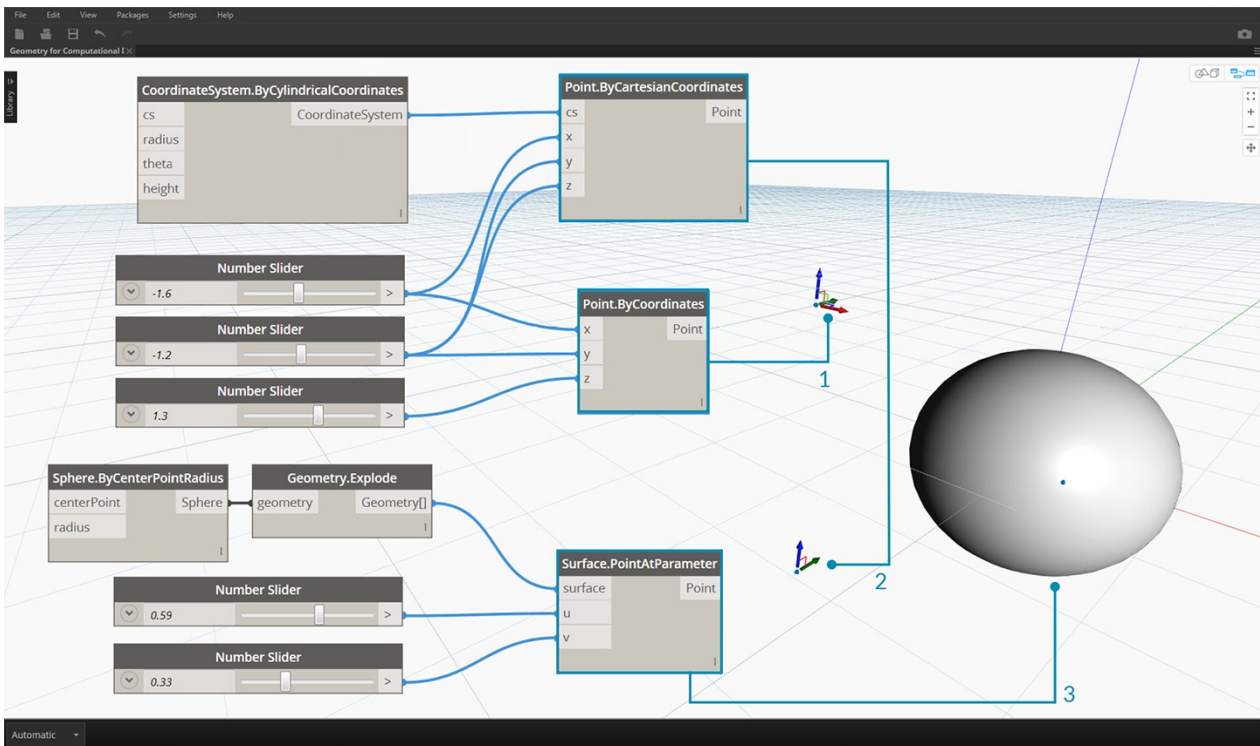 File Edit View Packages Settings Help
Geometry for Computational
Library
CoordinateSystem.ByCylindricalCoordinates
cs CoordinateSystem
radius
theta
height
Point.ByCartesianCoordinates
cs Point
x
y
z
Number Slider
-1.6 >
Number Slider
-1.2 >
Number Slider
1.3 >
Point.ByCoordinates
x Point
y
z
1
Sphere.ByCenterPointRadius
centerPoint Sphere
radius
Geometry.Explode
geometry Geometry[]
Surface.PointAtParameter
surface Point
u
v
2
Number Slider
0.59 >
Number Slider
0.33 >
3
Automatic